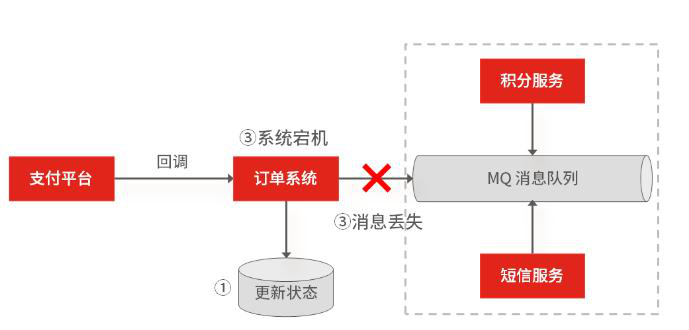 积分服务
③系统宕机
支付平台
回调
订单系统
MQ 消息队列
③消息丢失
①
更新状态
短信服务